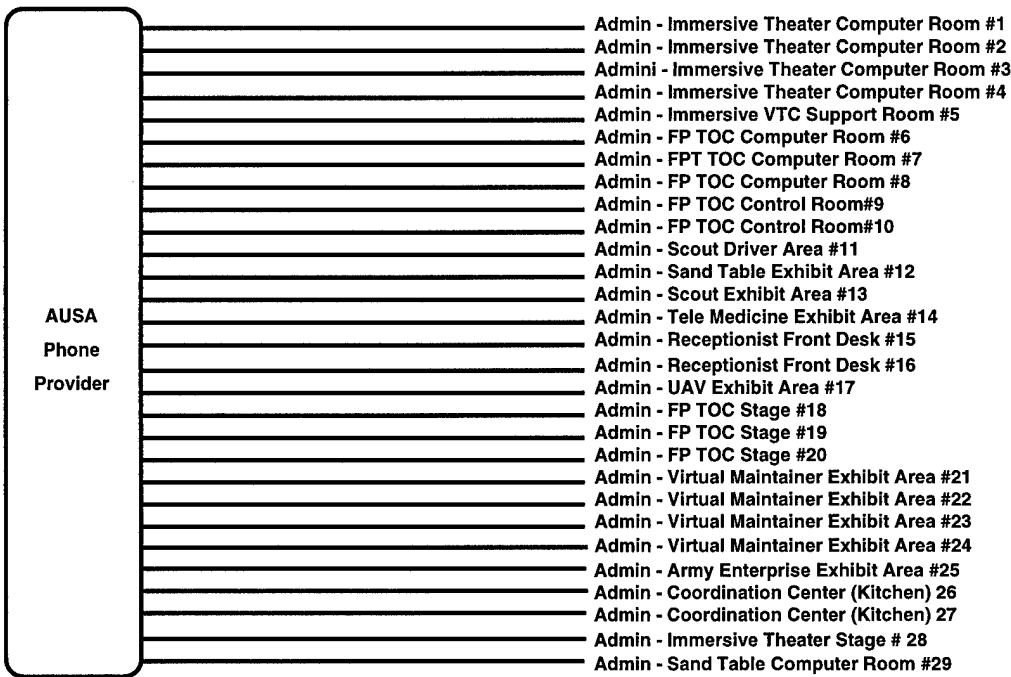 AUSA
Phone
Provider
Admin - Immersive Theater Computer Room #1
Admin - Immersive Theater Computer Room #2
Admini - Immersive Theater Computer Room #3
Admin - Immersive Theater Computer Room #4
Admin - Immersive VTC Support Room #5
Admin - FP TOC Computer Room #6
Admin - FPT TOC Computer Room #7
Admin - FP TOC Computer Room #8
Admin - FP TOC Control Room#9
Admin - FP TOC Control Room#10
Admin - Scout Driver Area #11
Admin - Sand Table Exhibit Area #12
Admin - Scout Exhibit Area #13
Admin - Tele Medicine Exhibit Area #14
Admin - Receptionist Front Desk #15
Admin - Receptionist Front Desk #16
Admin - UAV Exhibit Area #17
Admin - FP TOC Stage #18
Admin - FP TOC Stage #19
Admin - FP TOC Stage #20
Admin - Virtual Maintainer Exhibit Area #21
Admin - Virtual Maintainer Exhibit Area #22
Admin - Virtual Maintainer Exhibit Area #23
Admin - Virtual Maintainer Exhibit Area #24
Admin - Army Enterprise Exhibit Area #25
Admin - Coordination Center (Kitchen) 26
Admin - Coordination Center (Kitchen) 27
Admin - Immersive Theater Stage # 28
Admin - Sand Table Computer Room #29